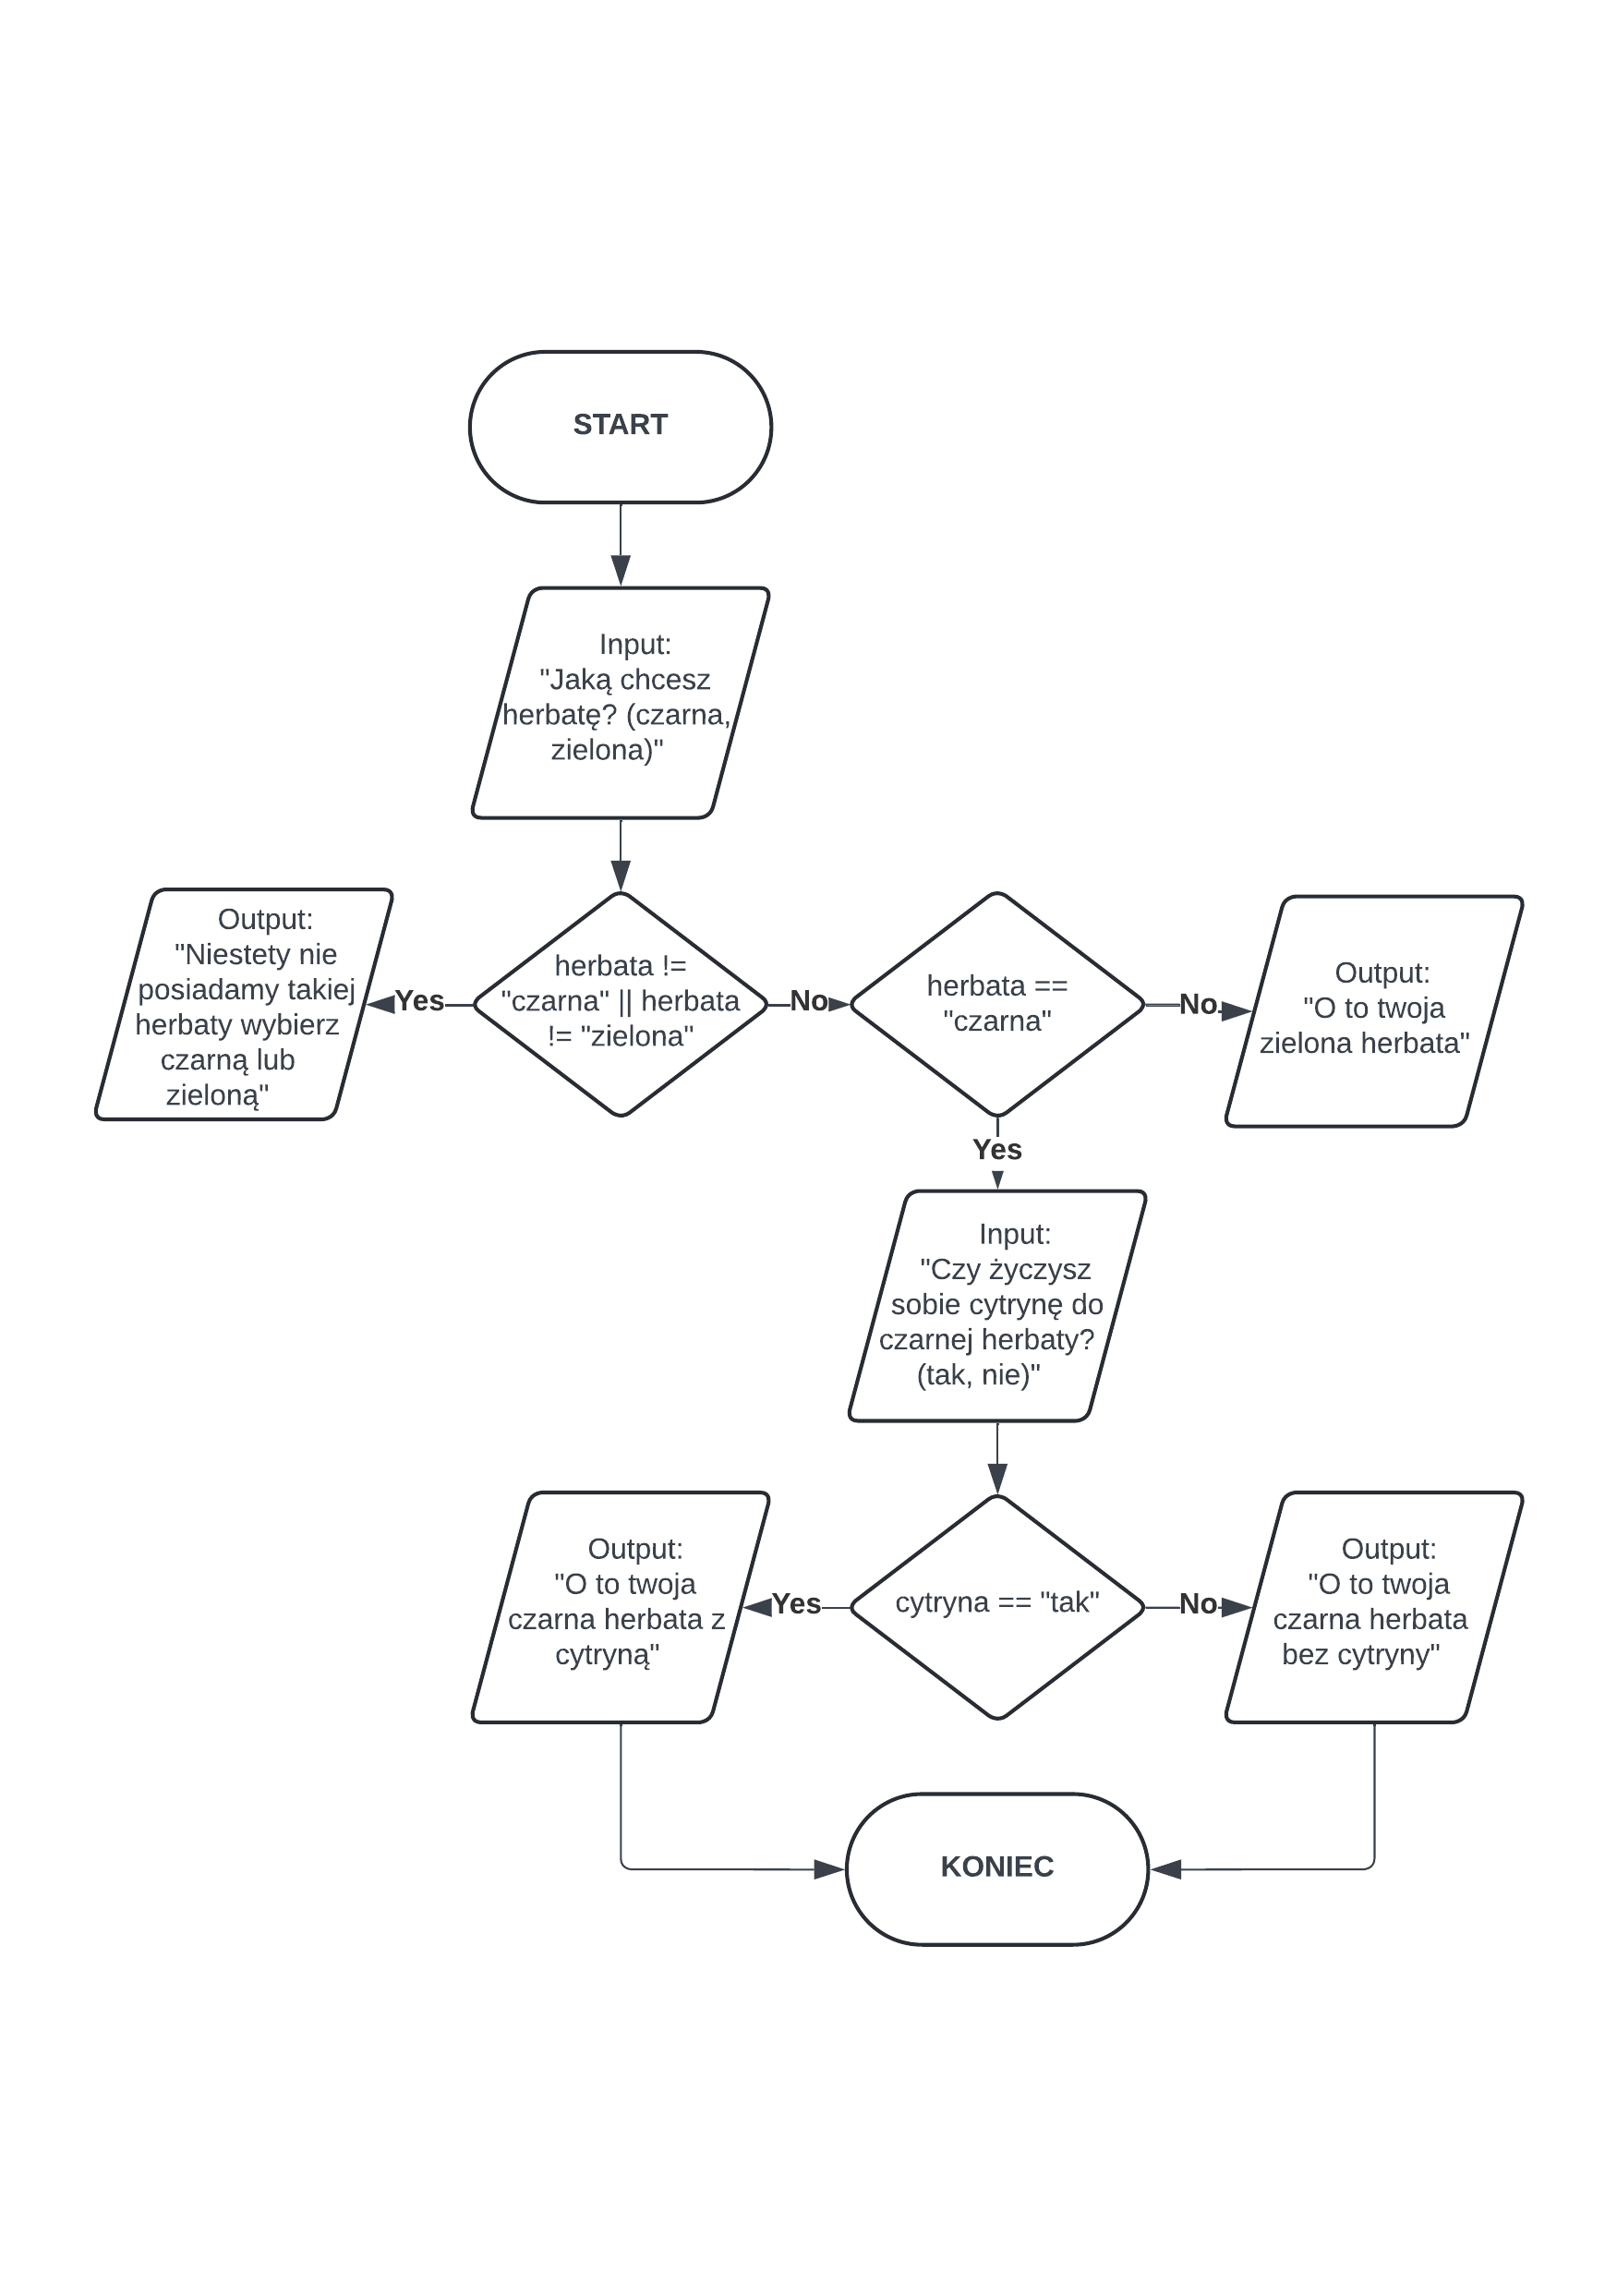 START
Input:
"Jaką chcesz
herbatę? (czarna,
zielona)"
Output:
"Niestety nie
posiadamy takiej
herbaty wybierz
czarną lub
zieloną"
Yes
herbata !=
"czarna" || herbata
!= "zielona"
No
herbata ==
"czarna"
No
Output:
"O to twoja
zielona herbata"
Yes
Input:
"Czy życzysz
sobie cytrynę do
czarnej herbaty?
(tak, nie)"
Output:
"O to twoja
czarna herbata z
cytryną"
Yes
cytryna == "tak"
No
Output:
"O to twoja
czarna herbata
bez cytryny"
KONIEC